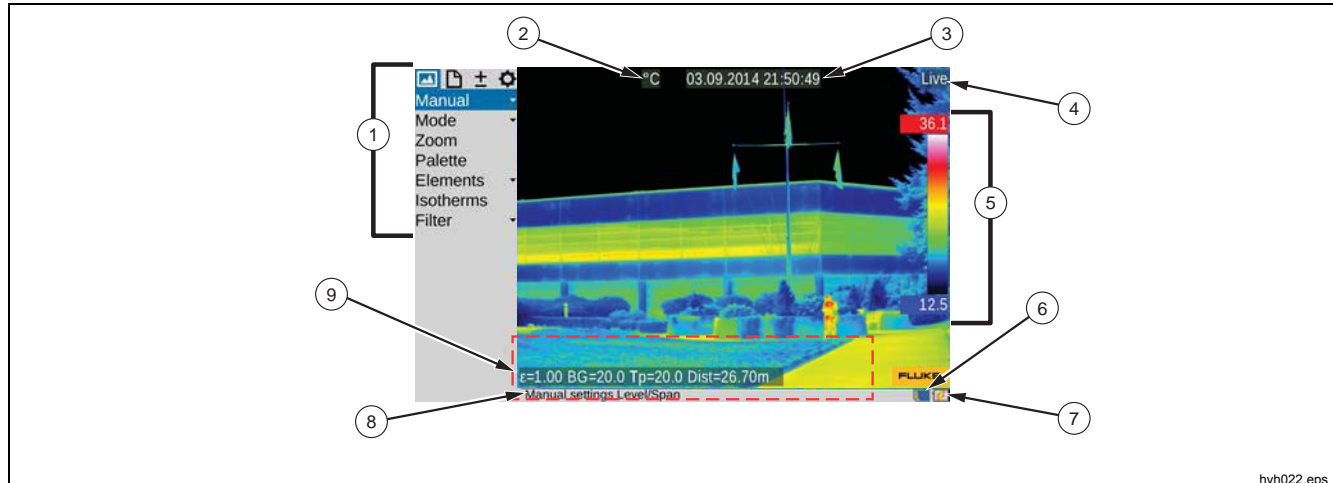 2
3
°C
03.09.2014 21:50:49
Live
4
1
Manual
Mode
Zoom
Palette
Elements
Isotherms
Filter
36.1
5
12.5
6
9
ε=1.00 BG=20.0 Tp=20.0 Dist=26.70m
FLUKE
Manual settings Level/Span
8
7
hyh022.eps